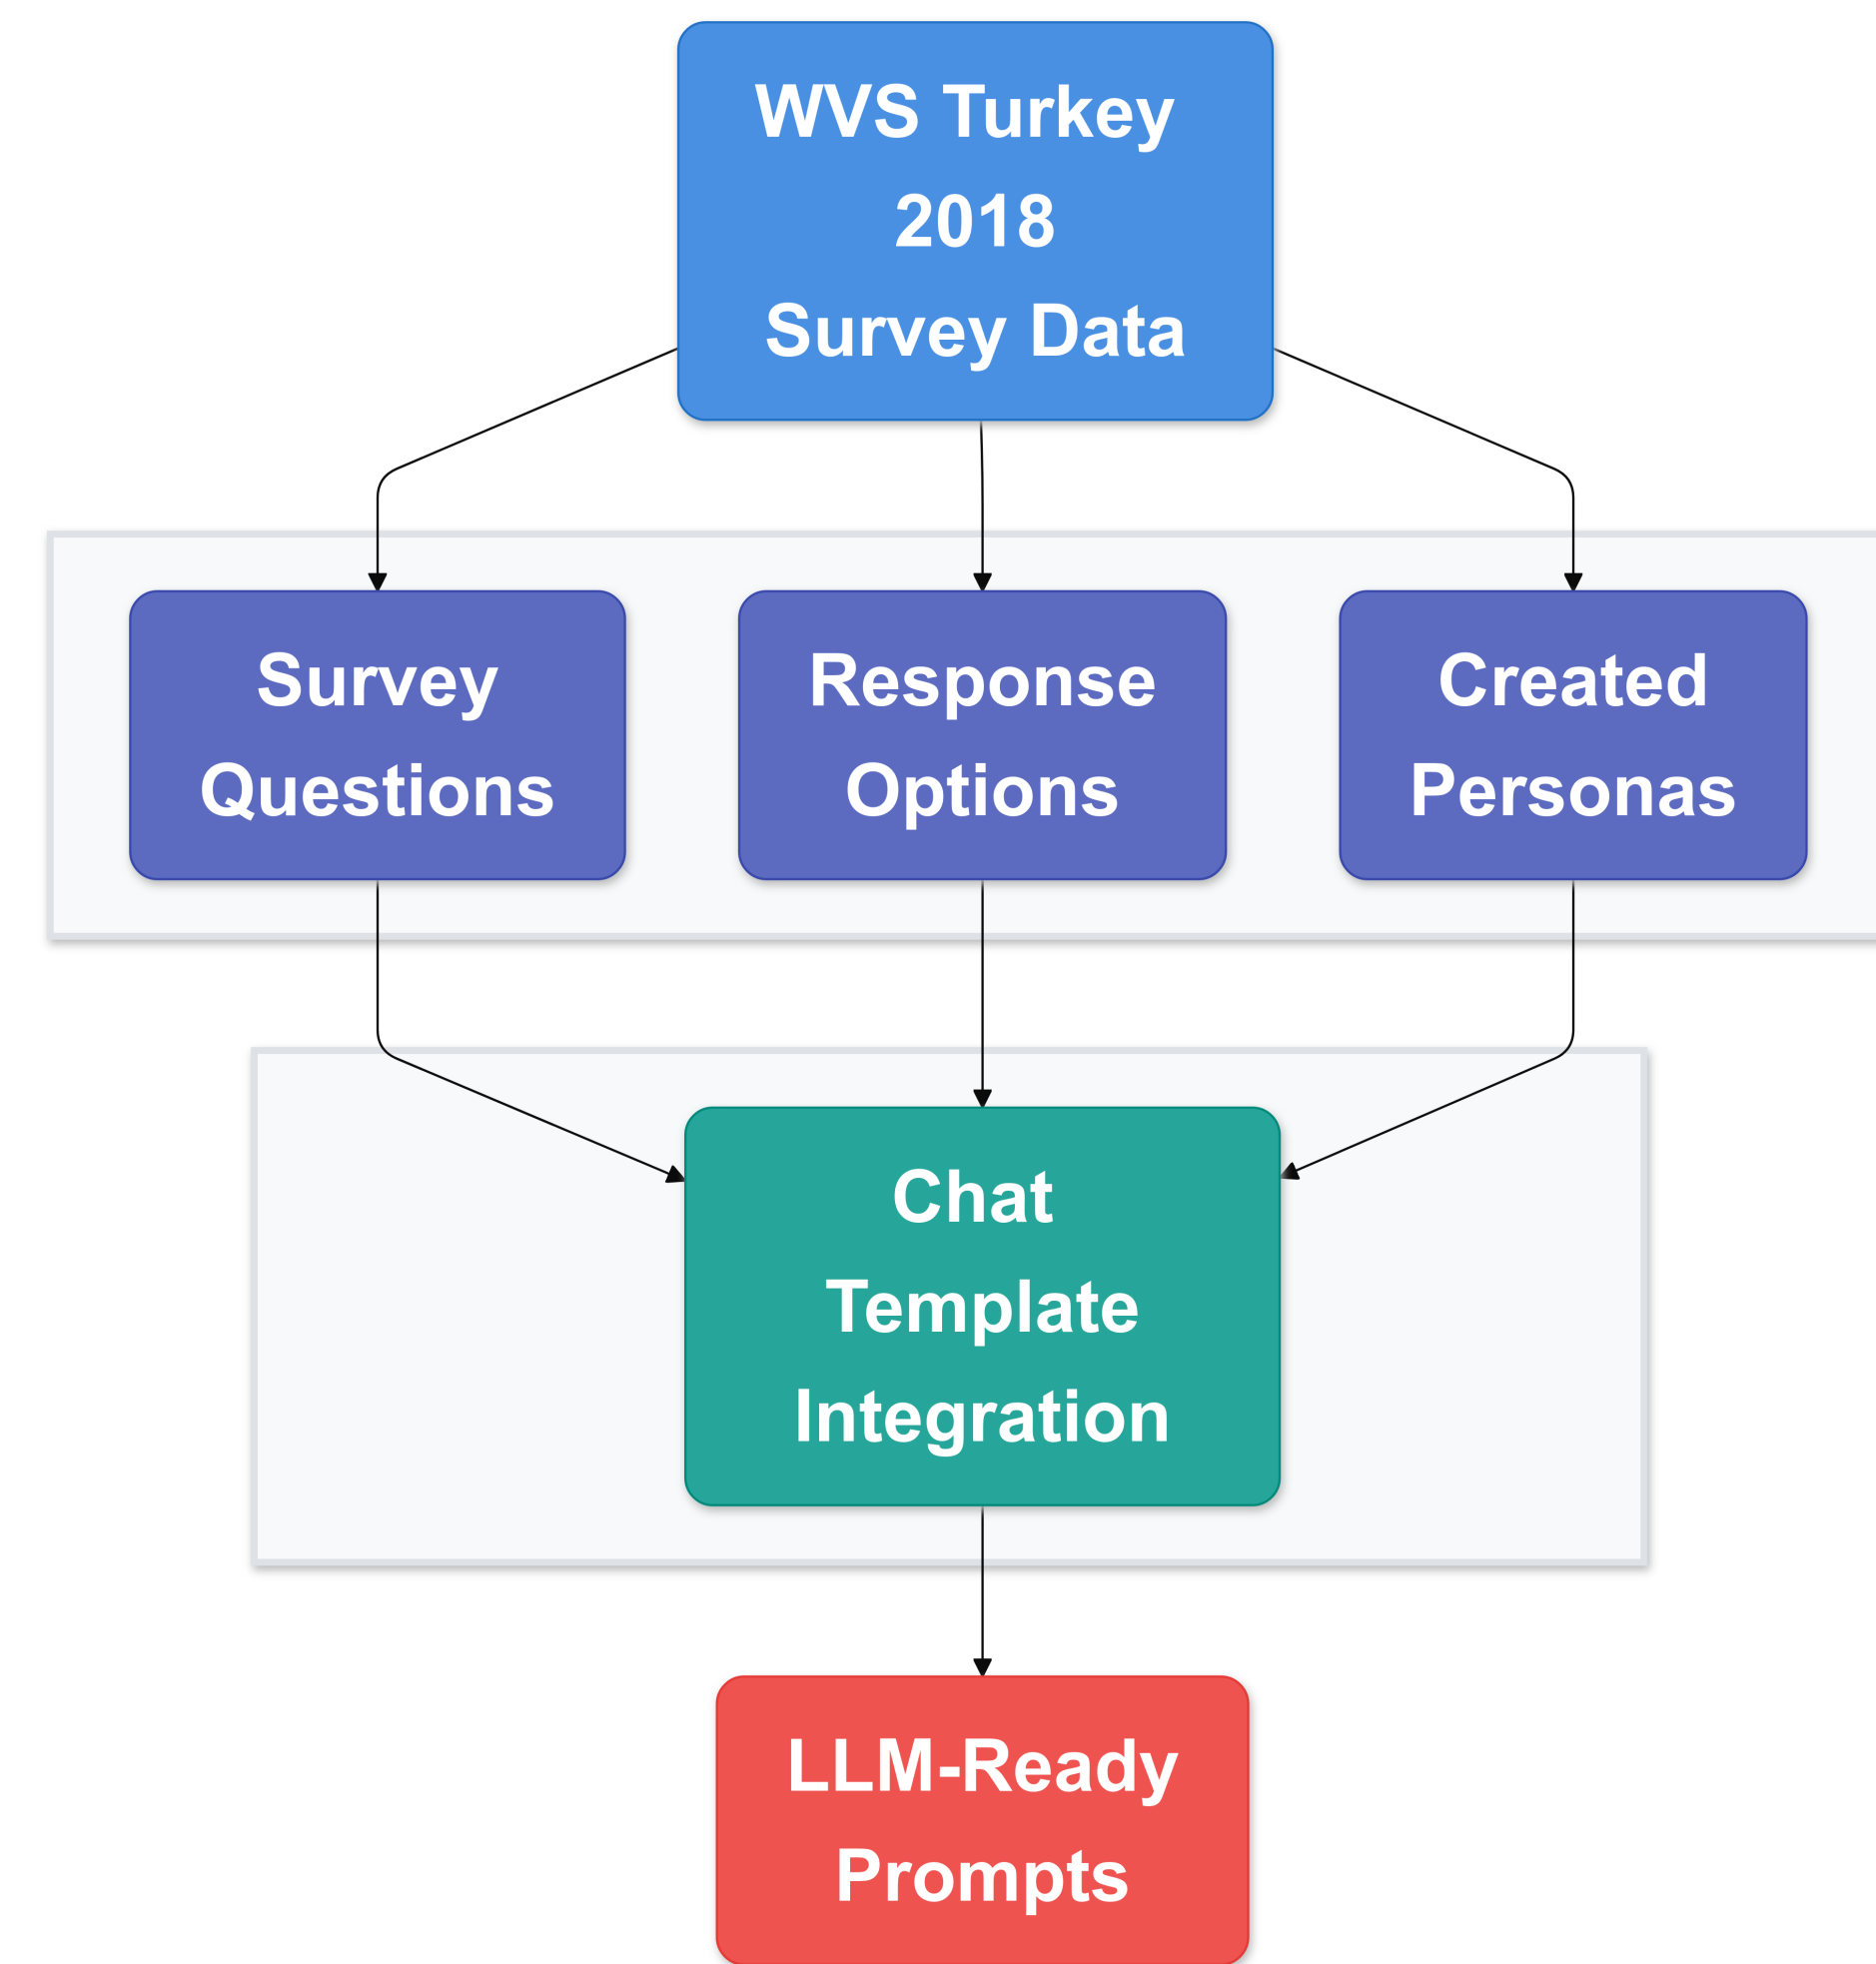 WVS Turkey
2018
Survey Data
Survey
Questions
Response
Options
Created
Personas
Chat
Template
Integration
LLM-Ready
Prompts